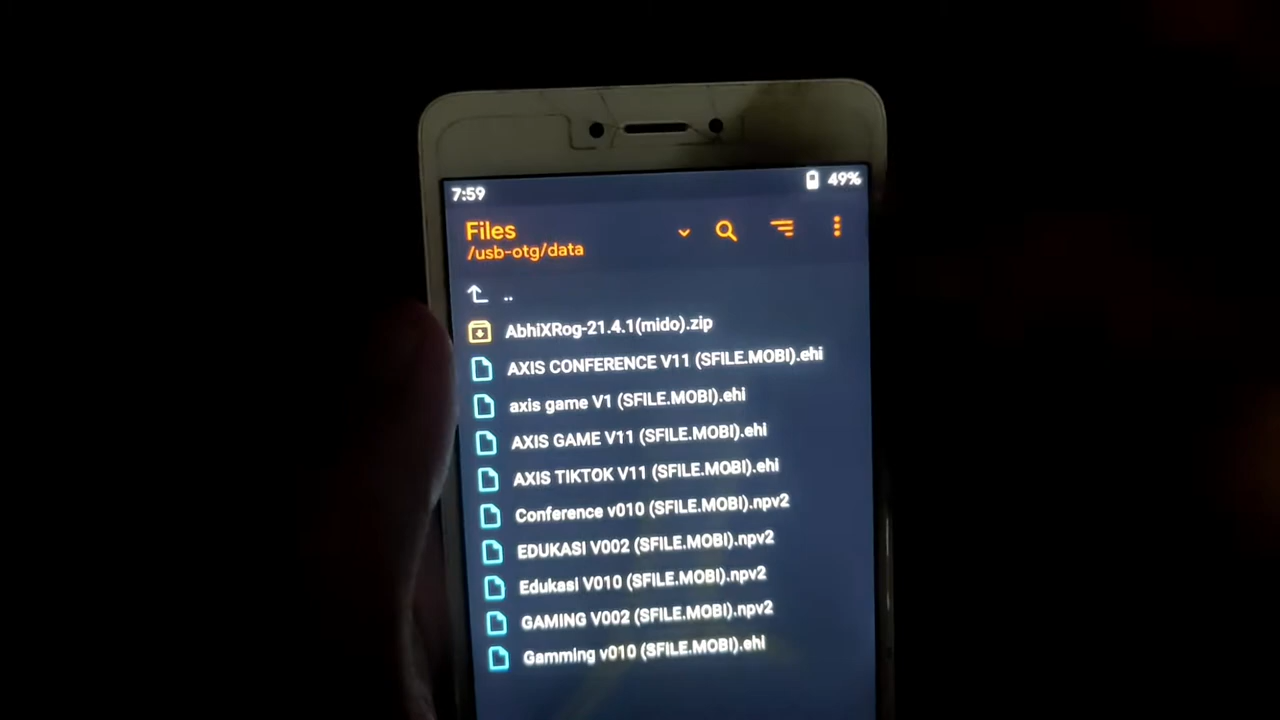 7:59
49%
Files
/usb-otg/data
..
AbhiXRog-21.4.1(mido).zip
AXIS CONFERENCE V11 (SFILE.MOBI).ehi
axis game V1 (SFILE.MOBI).ehi
AXIS GAME V11 (SFILE.MOBI).ehi
AXIS TIKTOK V11 (SFILE.MOBI).ehi
Conference v010 (SFILE.MOBI).npv2
EDUKASI V002 (SFILE.MOBI).npv2
Edukasi V010 (SFILE.MOBI).npv2
GAMING V002 (SFILE.MOBI).npv2
Gamming v010 (SFILE.MOBI).ehi